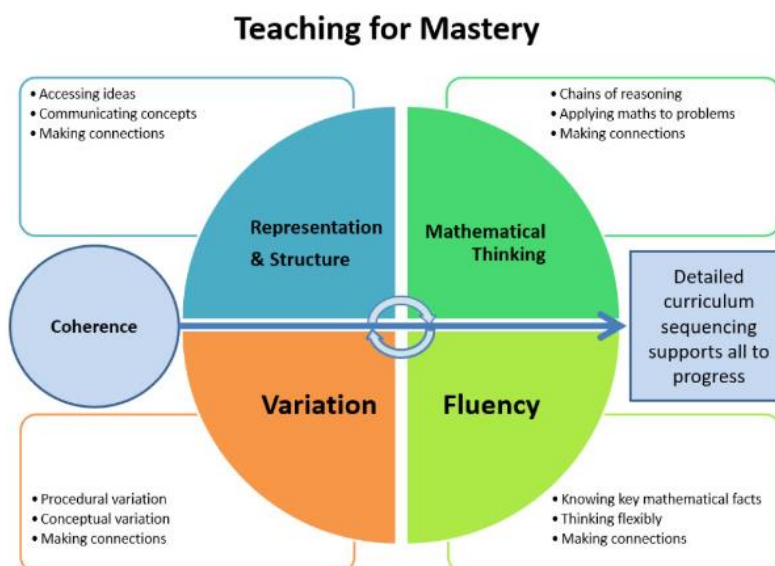 Teaching for Mastery
• Accessing ideas
• Communicating concepts
• Making connections
• Chains of reasoning
• Applying maths to problems
• Making connections
Representation
& Structure
Mathematical
Thinking
Coherence
Detailed
curriculum
sequencing
supports all to
progress
Variation
Fluency
• Procedural variation
• Conceptual variation
• Making connections
• Knowing key mathematical facts
• Thinking flexibly
• Making connections